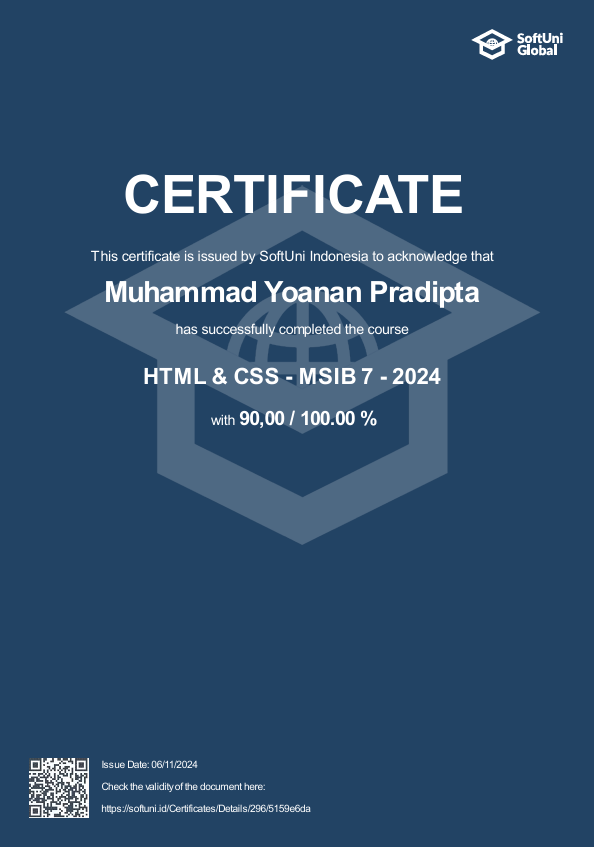 SoftUni
Global
CERTIFICATE
This certificate is issued by SoftUni Indonesia to acknowledge that
Muhammad Yoanan Pradipta
has successfully completed the course
HTML & CSS - MSIB 7 - 2024
with 90,00 / 100.00 %
Issue Date: 06/11/2024
Check the validity of the document here:
https://softuni.id/Certificates/Details/296/5159e6da